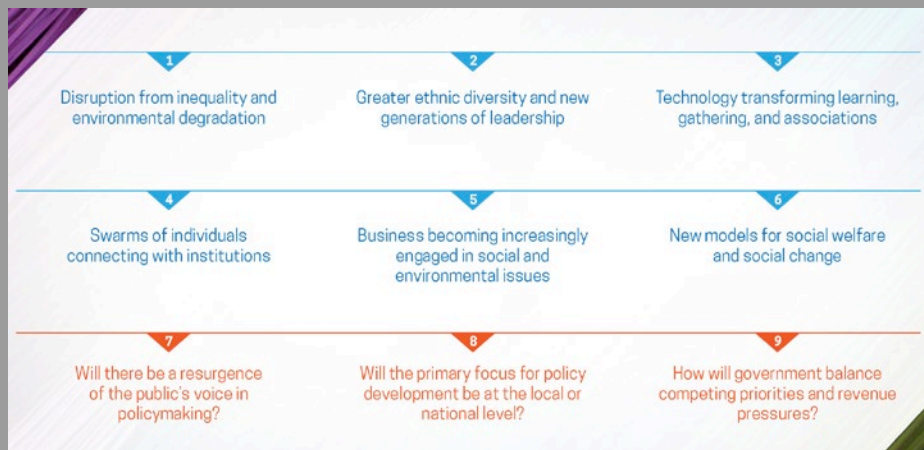 1
Disruption from inequality and
environmental degradation
2
Greater ethnic diversity and new
generations of leadership
3
Technology transforming learning,
gathering, and associations
4
Swarms of individuals
connecting with institutions
5
Business becoming increasingly
engaged in social and
environmental issues
6
New models for social welfare
and social change
7
Will there be a resurgence
of the public's voice in
policymaking?
8
Will the primary focus for policy
development be at the local or
national level?
9
How will government balance
competing priorities and revenue
pressures?